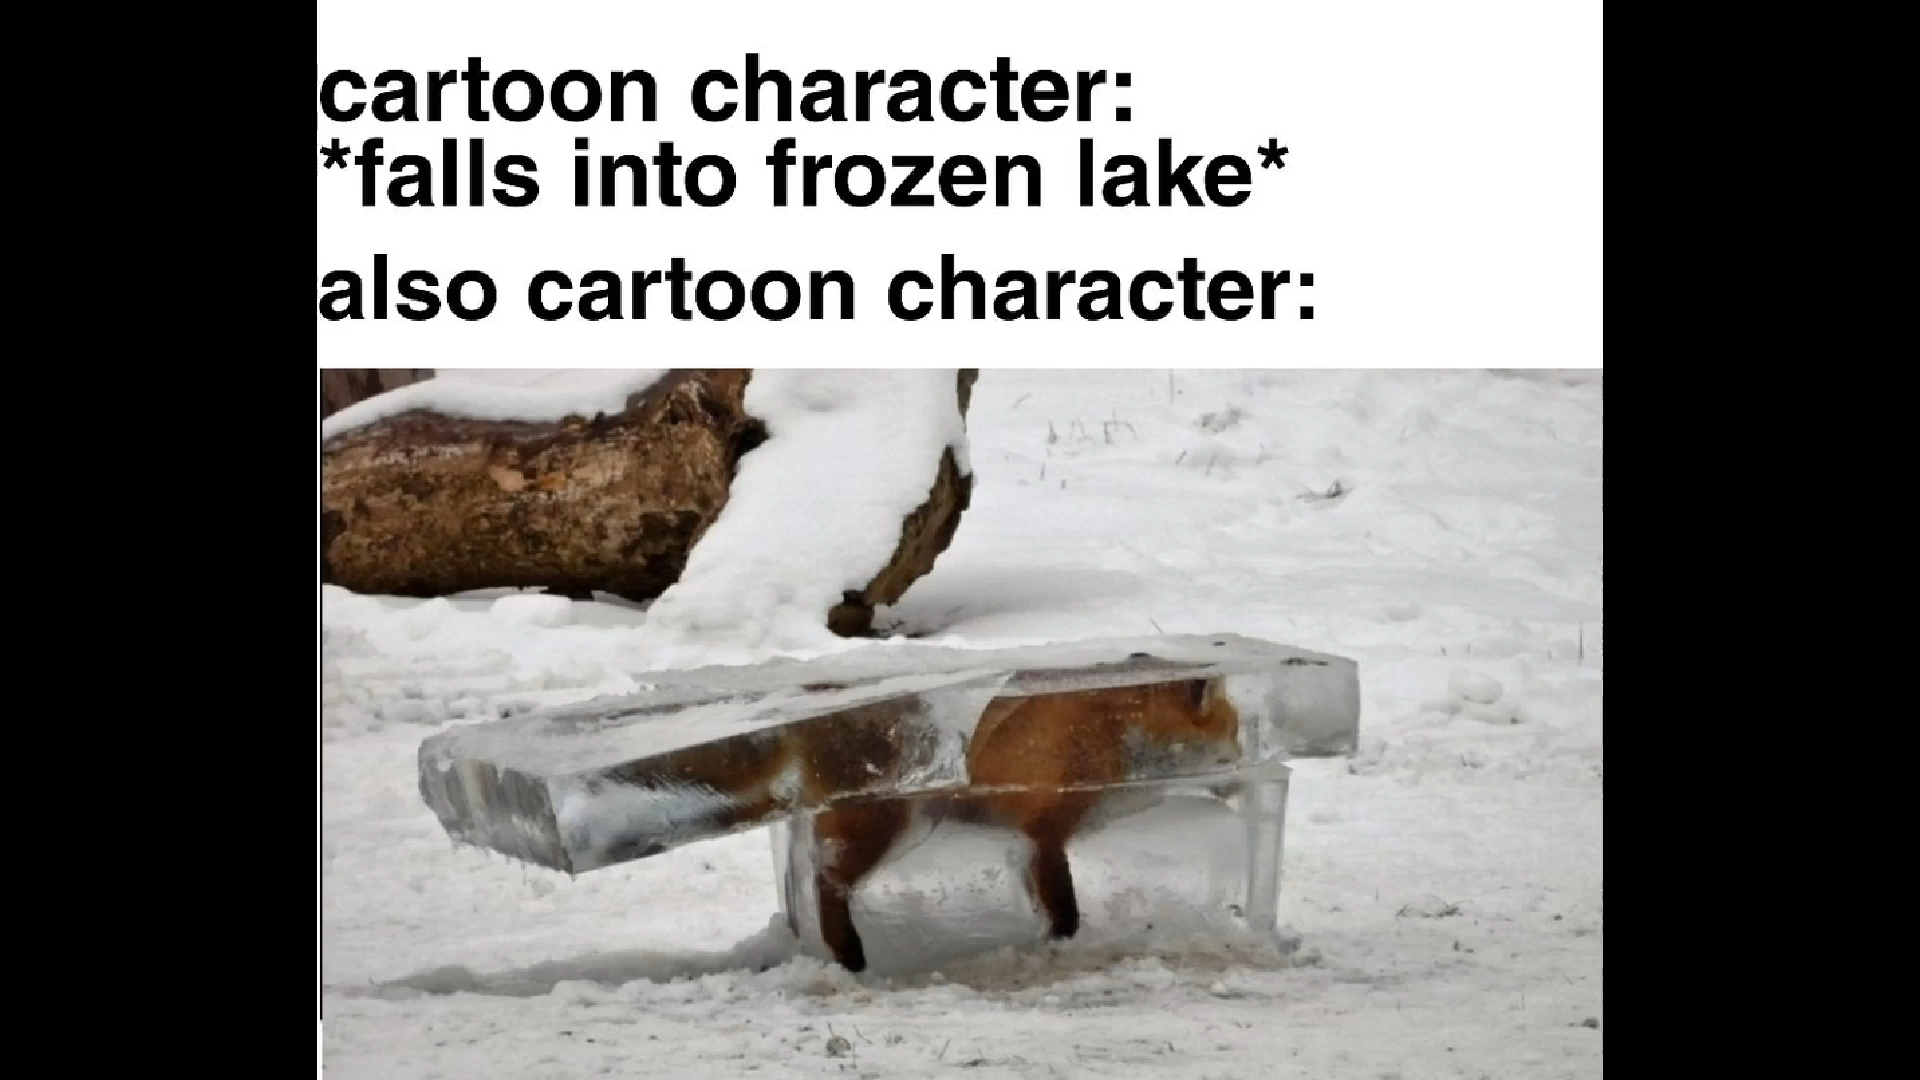 cartoon character:
*falls into frozen lake*
also cartoon character: